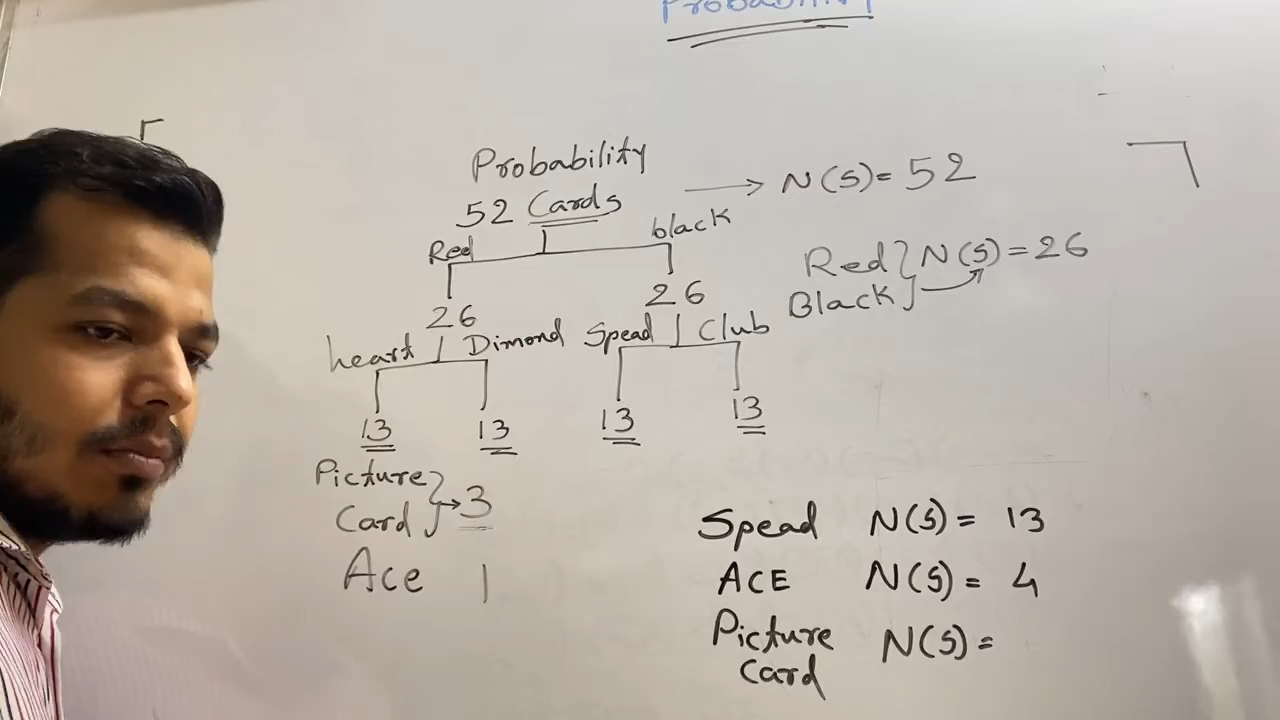 Probability
Probability
52 Cards
→ N(S)= 52
Red
black
26
26
Red } N(S)=26
Black
heart / Dimond
Spead / Club
13
13
13
13
Picture
Card } → 3
Ace 1
Spead N(S)= 13
ACE N(S)= 4
Picture N(S)=
Card